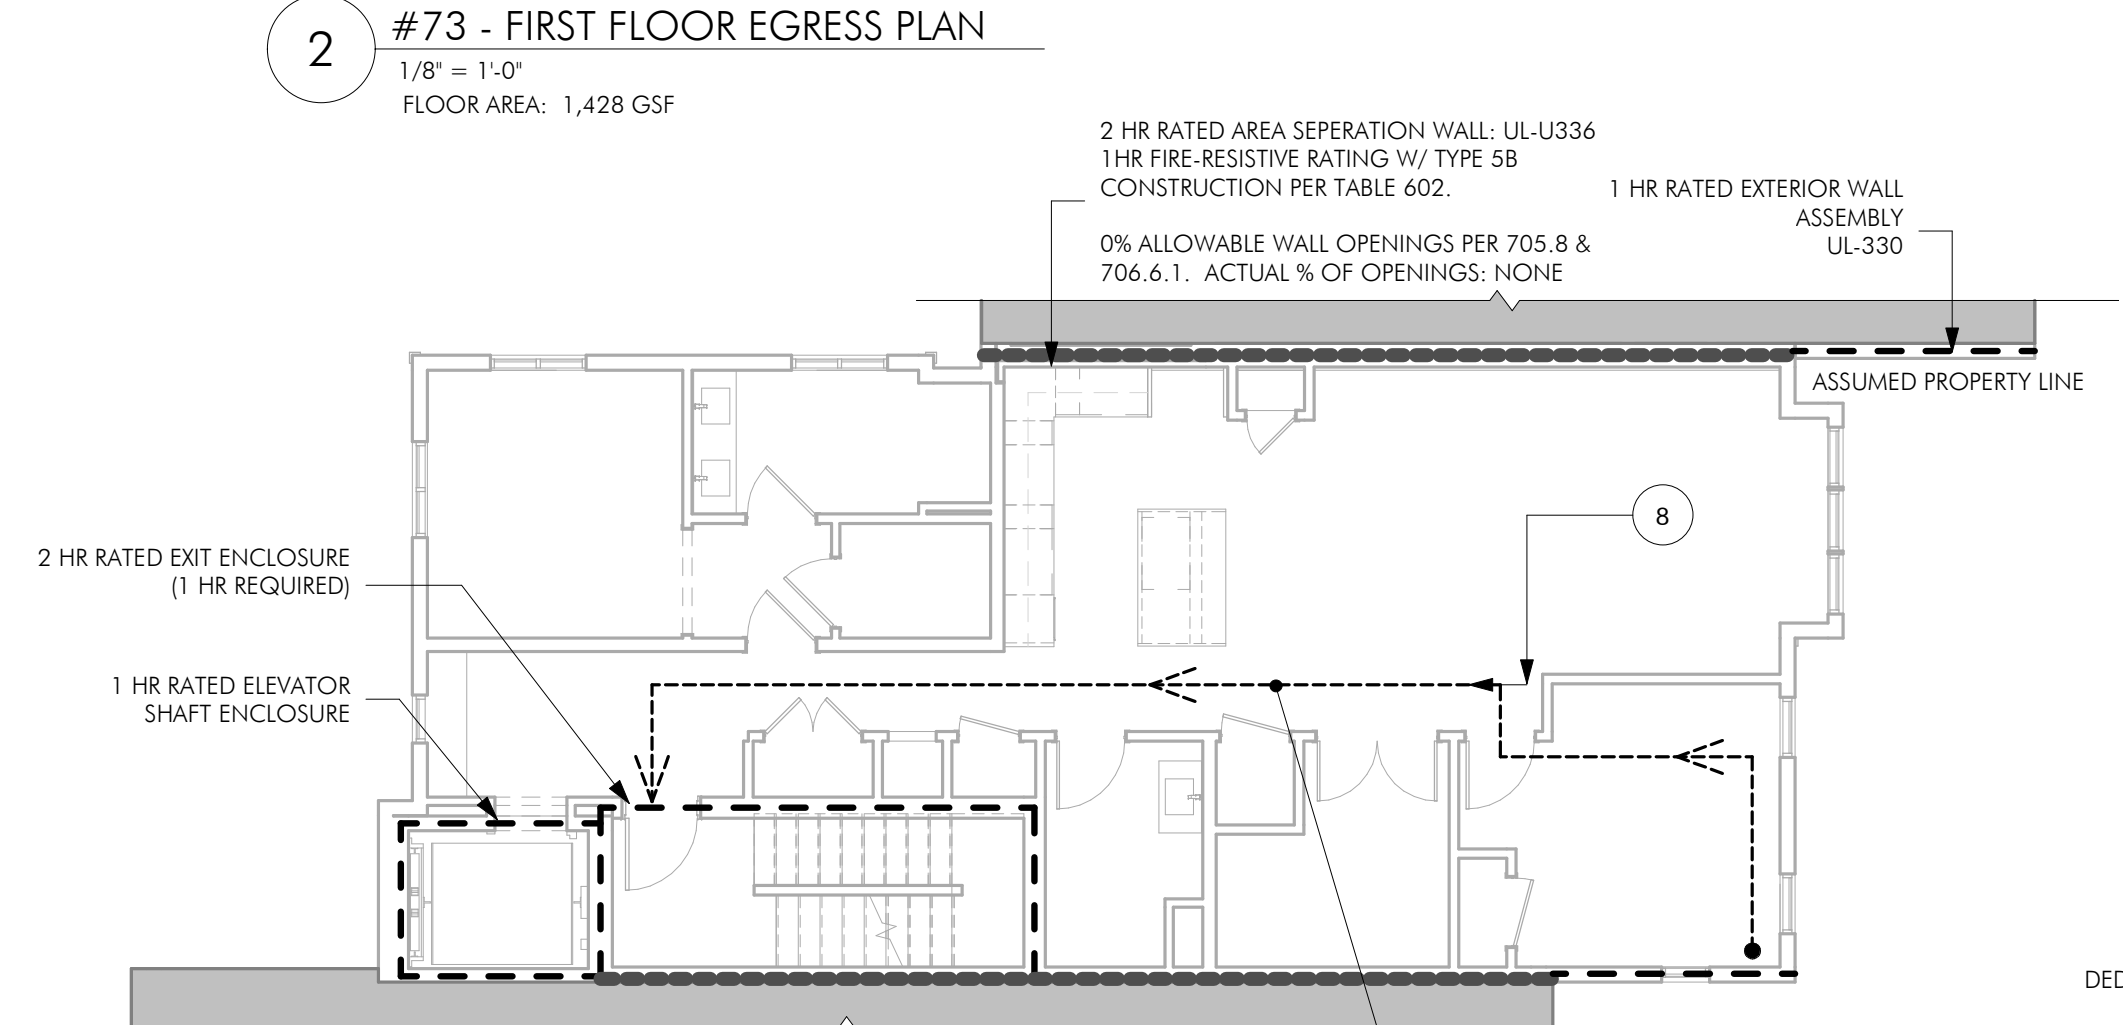 2
#73 - FIRST FLOOR EGRESS PLAN
1/8" = 1'-0"
FLOOR AREA: 1,428 GSF
2 HR RATED AREA SEPERATION WALL: UL-U336
1HR FIRE-RESISTIVE RATING W/ TYPE 5B
CONSTRUCTION PER TABLE 602.
0% ALLOWABLE WALL OPENINGS PER 705.8 &
706.6.1. ACTUAL % OF OPENINGS: NONE
1 HR RATED EXTERIOR WALL
ASSEMBLY
UL-330
ASSUMED PROPERTY LINE
8
2 HR RATED EXIT ENCLOSURE
(1 HR REQUIRED)
1 HR RATED ELEVATOR
SHAFT ENCLOSURE